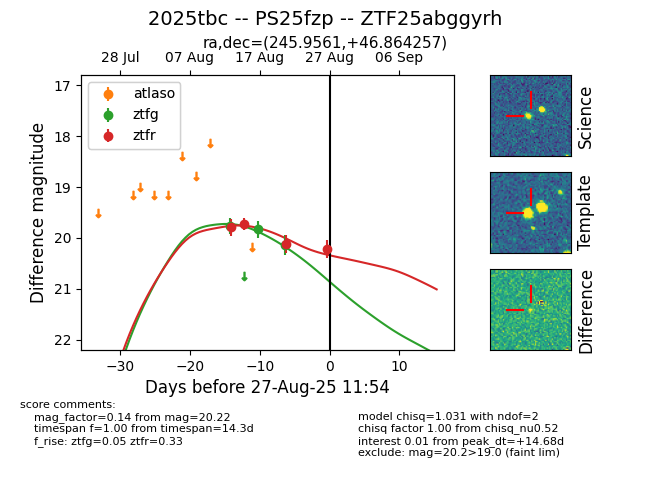 2025tbc -- PS25fzp -- ZTF25abggyrh
ra,dec=(245.9561,+46.864257)
28 Jul 07 Aug 17 Aug 27 Aug 06 Sep
atlaso
ztfg
ztfr
17
18
19
20
21
22
Difference magnitude
−30 −20 −10 0 10
Days before 27-Aug-25 11:54
Science
Template
Difference
score comments:
mag_factor=0.14 from mag=20.22
timespan f=1.00 from timespan=14.3d
f_rise: ztfg=0.05 ztfr=0.33
model chisq=1.031 with ndof=2
chisq factor 1.00 from chisq_nu0.52
interest 0.01 from peak_dt=+14.68d
exclude: mag=20.2>19.0 (faint lim)